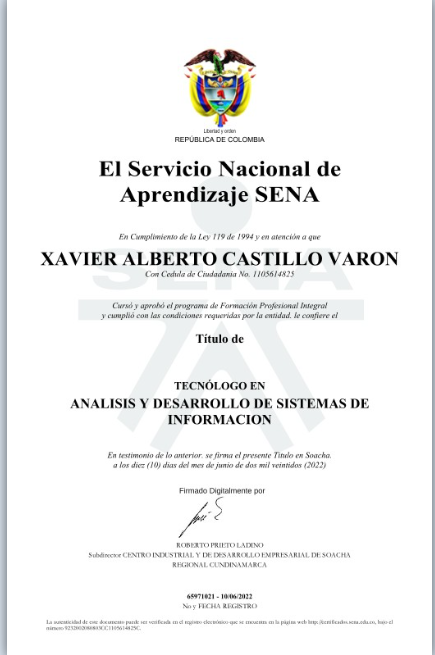 Libertad y orden
REPÚBLICA DE COLOMBIA
El Servicio Nacional de
Aprendizaje SENA
En Cumplimiento de la Ley 119 de 1994 y en atención a que
SENA
XAVIER ALBERTO CASTILLO VARON
Con Cedula de Ciudadania No. 1105614825
Cursó y aprobó el programa de Formación Profesional Integral
y cumplió con las condiciones requeridas por la entidad, le confiere el
Título de
TECNÓLOGO EN
ANALISIS Y DESARROLLO DE SISTEMAS DE
INFORMACION
En testimonio de lo anterior, se firma el presente Título en Soacha,
a los diez (10) días del mes de junio de dos mil veintidos (2022)
Firmado Digitalmente por
ROBERTO PRIETO LADINO
Subdirector CENTRO INDUSTRIAL Y DE DESARROLLO EMPRESARIAL DE SOACHA
REGIONAL CUNDINAMARCA
65971021 - 10/06/2022
No y FECHA REGISTRO
La autenticidad de este documento puede ser verificada en el registro electrónico que se encuentra en la página web http://certificados.sena.edu.co, bajo el
número